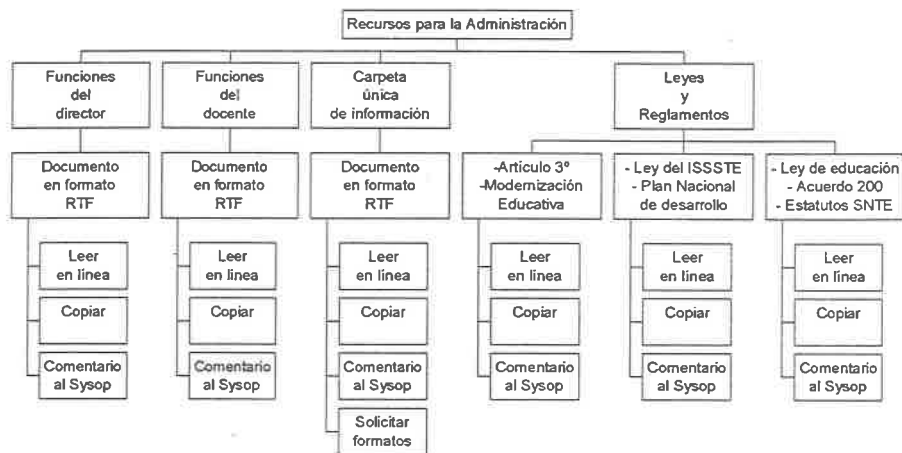 Recursos para la Administración
Funciones
del
director
Funciones
del
docente
Carpeta
única
de información
Leyes
y
Reglamentos
Documento
en formato
RTF
Documento
en formato
RTF
Documento
en formato
RTF
-Artículo 3º
-Modernización
Educativa
- Ley del ISSSTE
- Plan Nacional
de desarrollo
- Ley de educación
- Acuerdo 200
- Estatutos SNTE
Leer
en línea
Leer
en línea
Leer
en línea
Leer
en línea
Leer
en línea
Leer
en línea
Copiar
Copiar
Copiar
Copiar
Copiar
Copiar
Comentario
al Sysop
Comentario
al Sysop
Comentario
al Sysop
Comentario
al Sysop
Comentario
al Sysop
Comentario
al Sysop
Solicitar
formatos